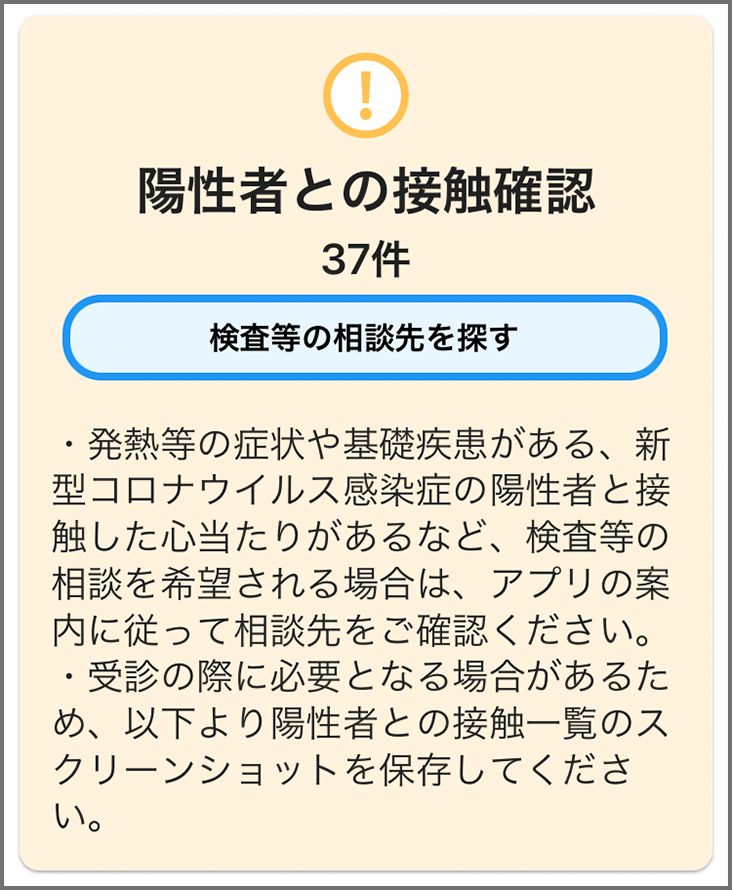 陽性者との接触確認
37件
検査等の相談先を探す
・発熱等の症状や基礎疾患がある、新
型コロナウイルス感染症の陽性者と接
触した心当たりがあるなど、検査等の
相談を希望される場合は、アプリの案
内に従って相談先をご確認ください。
・受診の際に必要となる場合があるた
め、以下より陽性者との接触一覧のス
クリーンショットを保存してくださ
い。